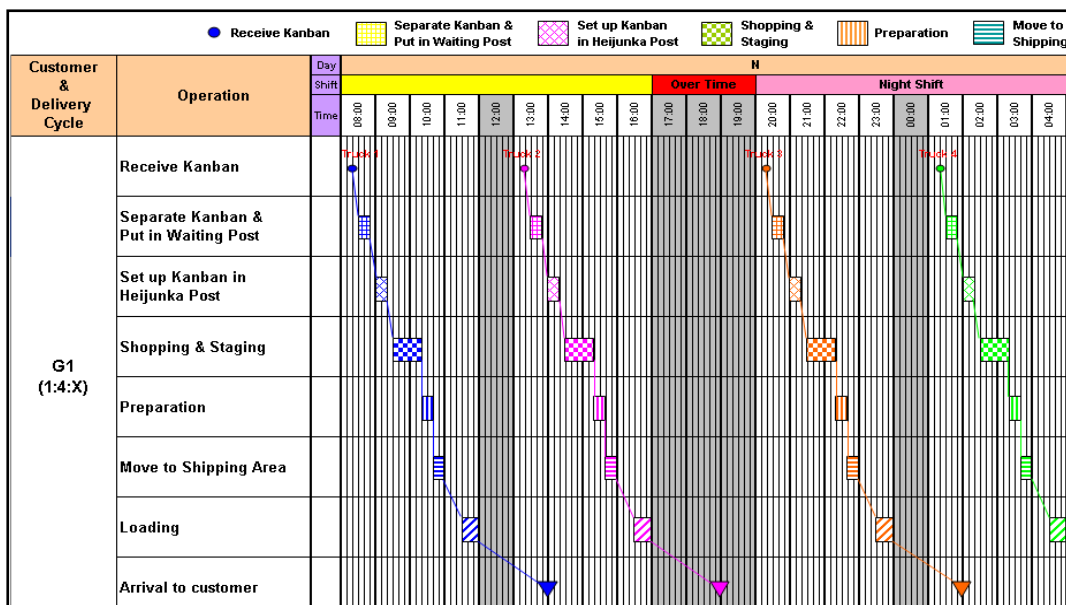 Receive Kanban
Separate Kanban &
Put in Waiting Post
Set up Kanban
in Heijunka Post
Shopping &
Staging
Preparation
Move to
Shipping
Customer
&
Delivery
Cycle
Operation
Day
N
Shift
Over Time
Night Shift
Time
08:00
09:00
10:00
11:00
12:00
13:00
14:00
15:00
16:00
17:00
18:00
19:00
20:00
21:00
22:00
23:00
00:00
01:00
02:00
03:00
04:00
G1
(1:4:X)
Receive Kanban
Truck 1
Truck 2
Truck 3
Truck 4
Separate Kanban &
Put in Waiting Post
Set up Kanban in
Heijunka Post
Shopping & Staging
Preparation
Move to Shipping Area
Loading
Arrival to customer